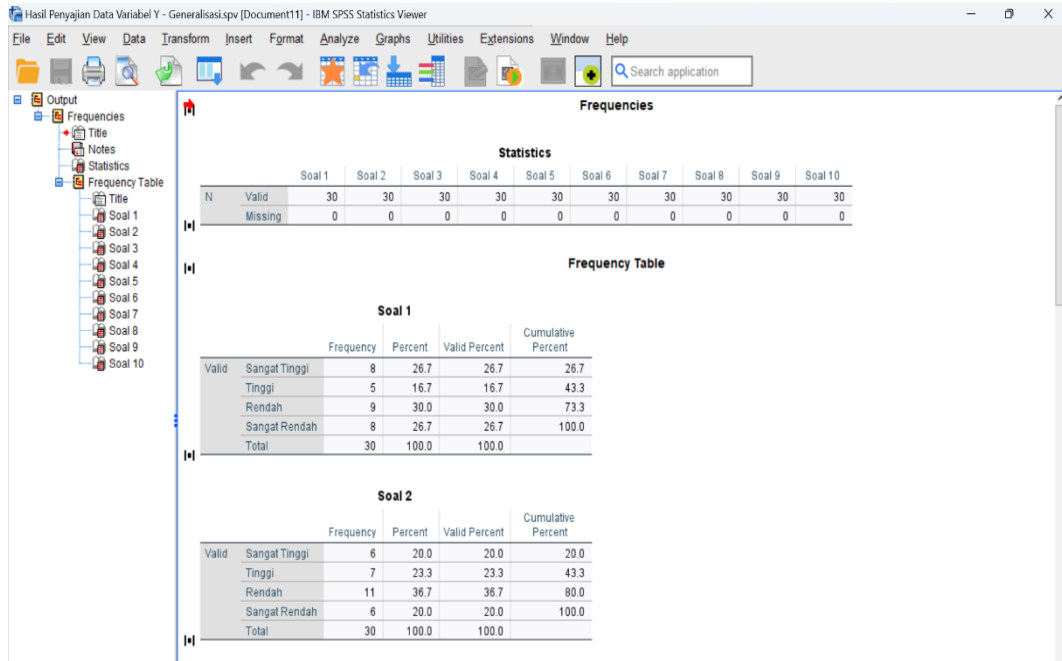 Hasil Penyajian Data Variabel Y - Generalisasi.spv [Document11] - IBM SPSS Statistics Viewer
File Edit View Data Transform Insert Format Analyze Graphs Utilities Extensions Window Help
Search application
Output
Frequencies
Title
Notes
Statistics
Frequency Table
Title
Soal 1
Soal 2
Soal 3
Soal 4
Soal 5
Soal 6
Soal 7
Soal 8
Soal 9
Soal 10
Frequencies
Statistics
Soal 1 Soal 2 Soal 3 Soal 4 Soal 5 Soal 6 Soal 7 Soal 8 Soal 9 Soal 10
N Valid 30 30 30 30 30 30 30 30 30 30
Missing 0 0 0 0 0 0 0 0 0 0
Frequency Table
Soal 1
Frequency Percent Valid Percent Cumulative Percent
Valid Sangat Tinggi 8 26.7 26.7 26.7
Tinggi 5 16.7 16.7 43.3
Rendah 9 30.0 30.0 73.3
Sangat Rendah 8 26.7 26.7 100.0
Total 30 100.0 100.0
Soal 2
Frequency Percent Valid Percent Cumulative Percent
Valid Sangat Tinggi 6 20.0 20.0 20.0
Tinggi 7 23.3 23.3 43.3
Rendah 11 36.7 36.7 80.0
Sangat Rendah 6 20.0 20.0 100.0
Total 30 100.0 100.0